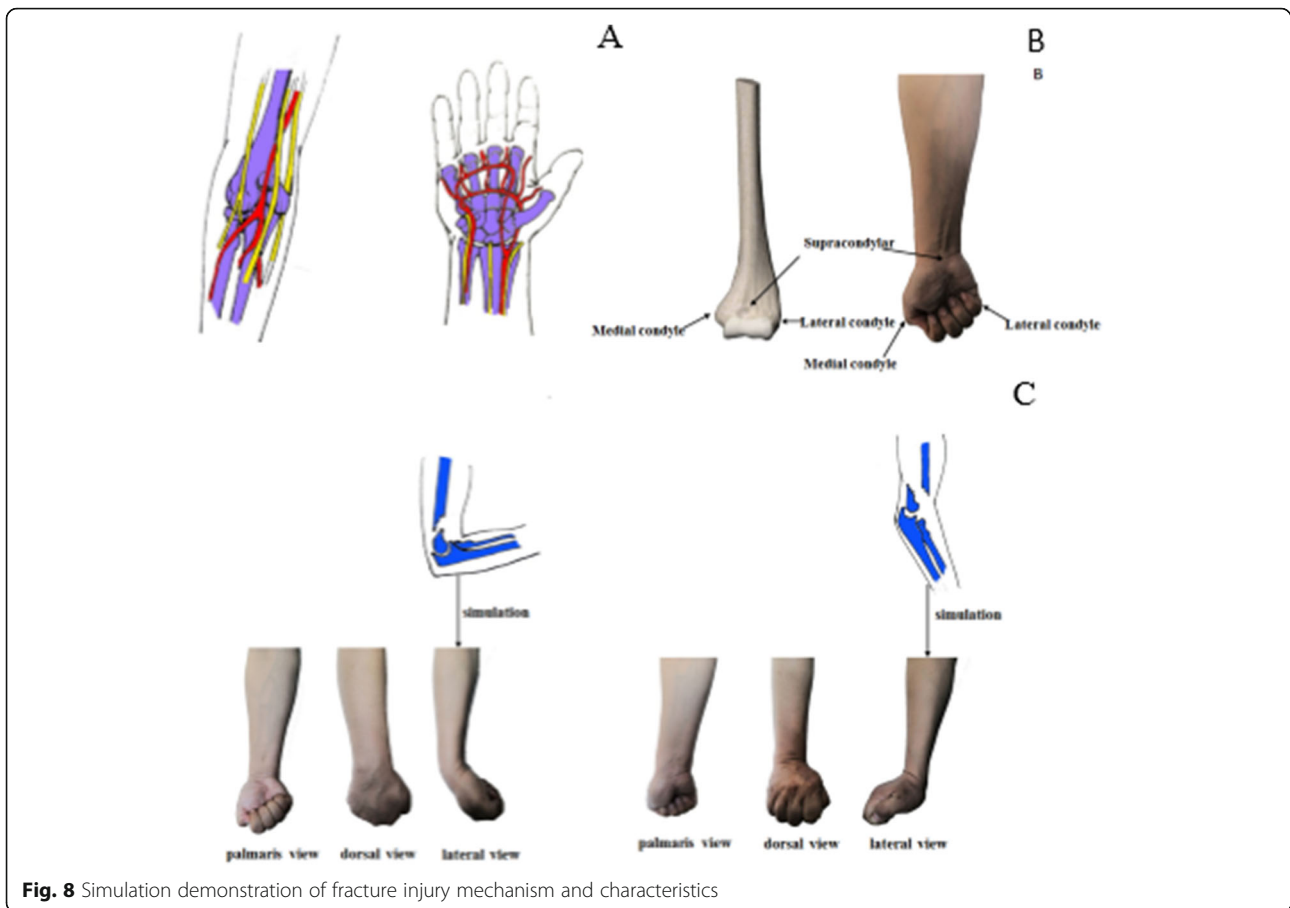 A
B
B
Supracondylar
Medial condyle
Lateral condyle
Lateral condyle
Medial condyle
C
simulation
simulation
palmaris view
dorsal view
lateral view
palmaris view
dorsal view
lateral view
Fig. 8 Simulation demonstration of fracture injury mechanism and characteristics